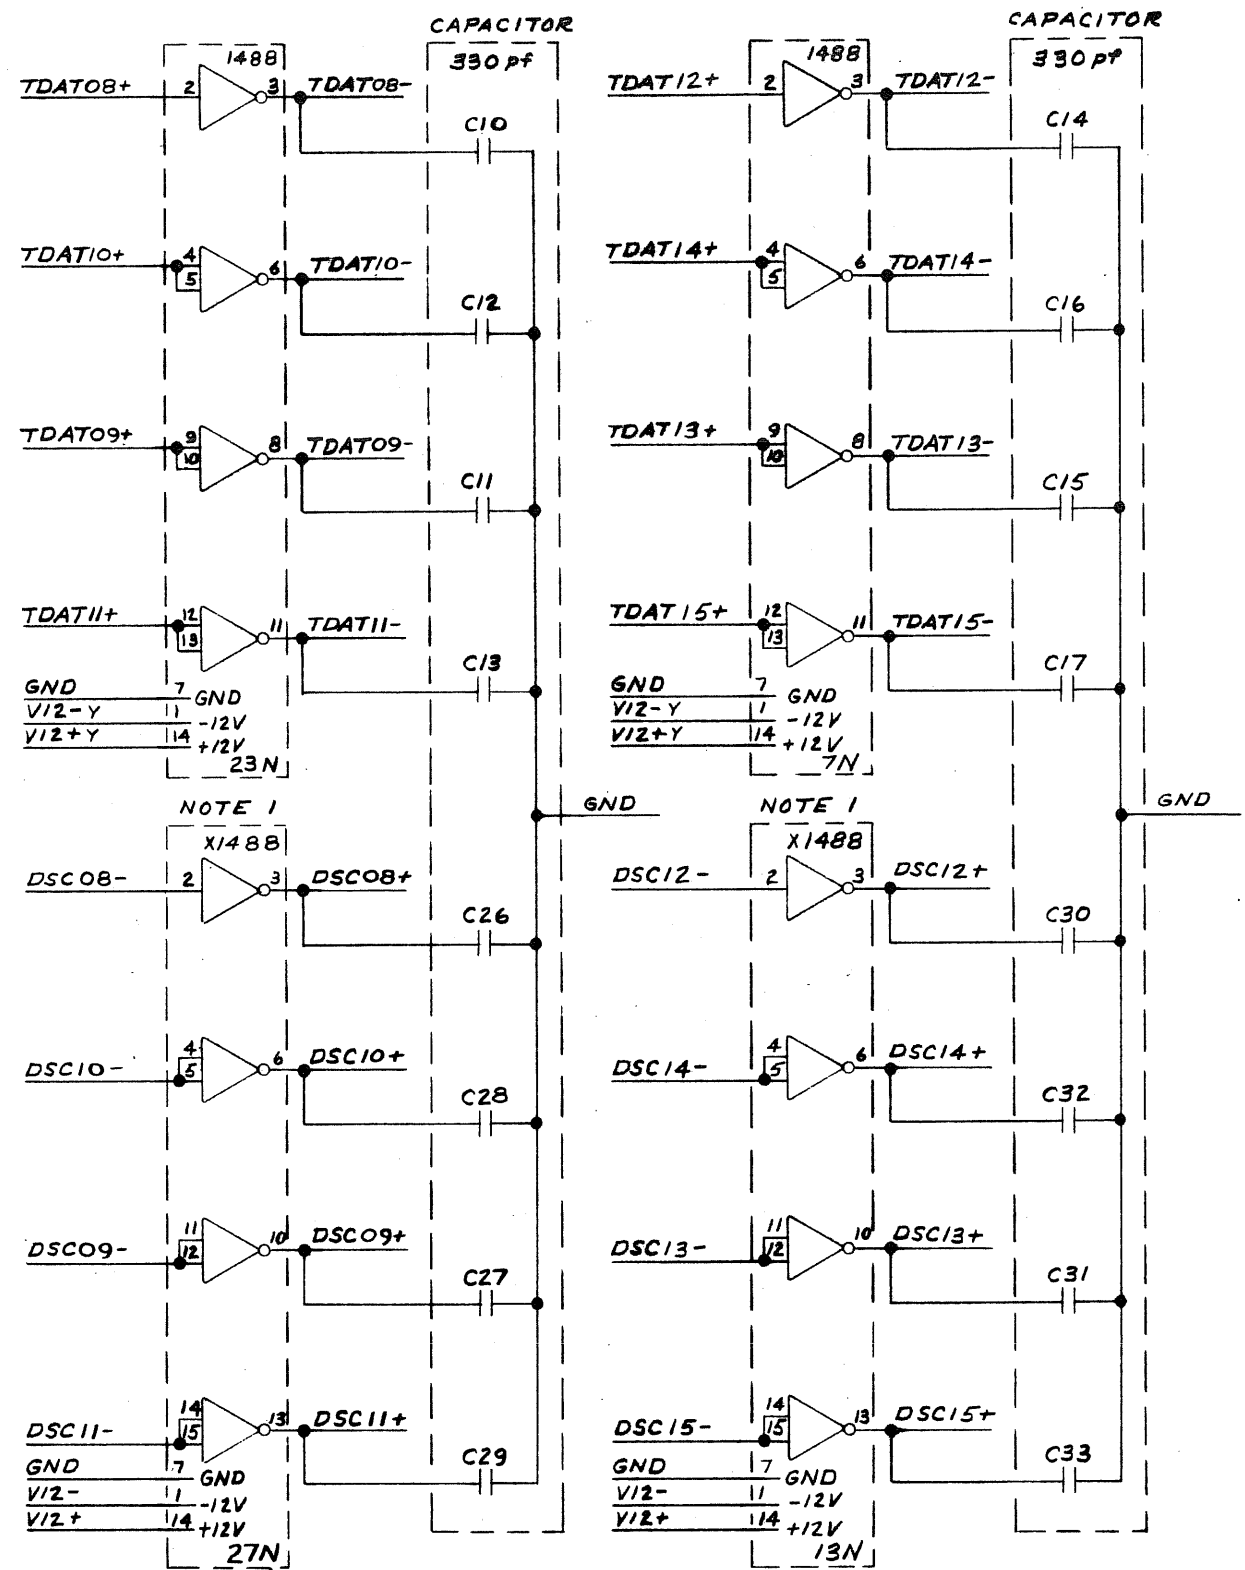 CAPACITOR
330 pf
1488
TDAT08+ 2 3 TDAT08-
C10
TDAT10+ 4 5 6 TDAT10-
C12
TDAT09+ 9 10 8 TDAT09-
C11
TDAT11+ 12 13 11 TDAT11-
C13
GND 7 GND
V12-Y 1 -12V
V12+Y 14 +12V
23N
GND
NOTE 1
X1488
DSC08- 2 3 DSC08+
C26
DSC10- 4 5 6 DSC10+
C28
DSC09- 11 12 10 DSC09+
C27
DSC11- 14 15 13 DSC11+
C29
GND 7 GND
V12- 1 -12V
V12+ 14 +12V
27N
CAPACITOR
330 pf
1488
TDAT12+ 2 3 TDAT12-
C14
TDAT14+ 4 5 6 TDAT14-
C16
TDAT13+ 9 10 8 TDAT13-
C15
TDAT15+ 12 13 11 TDAT15-
C17
GND 7 GND
V12-Y 1 -12V
V12+Y 14 +12V
7N
GND
NOTE 1
X1488
DSC12- 2 3 DSC12+
C30
DSC14- 4 5 6 DSC14+
C32
DSC13- 11 12 10 DSC13+
C31
DSC15- 14 15 13 DSC15+
C33
GND 7 GND
V12- 1 -12V
V12+ 14 +12V
13N